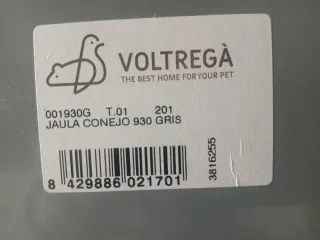 VOLTREGÀ
THE BEST HOME FOR YOUR PET
001930G T.01 201
JAULA CONEJO 930 GRIS
8 429886 021701
3816255